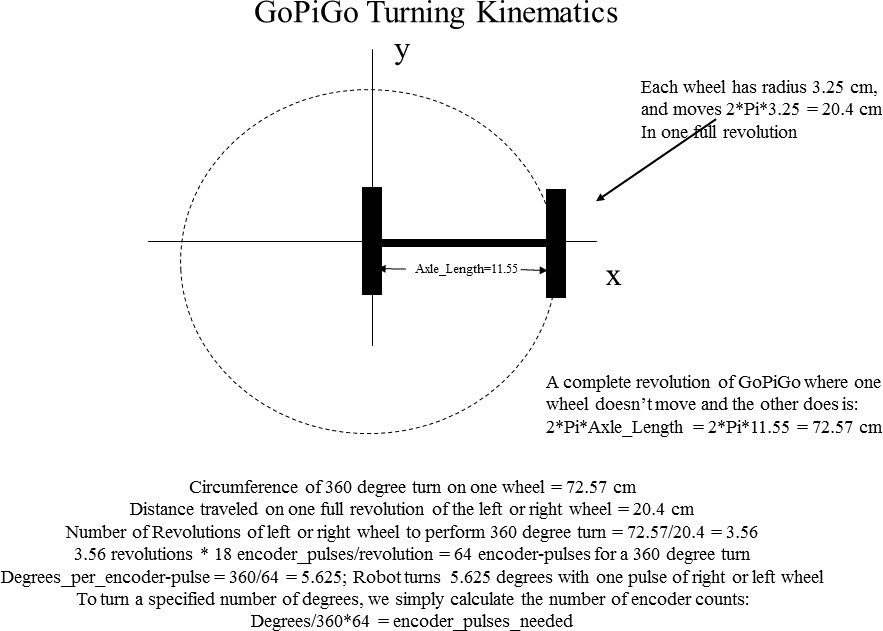 GoPiGo Turning Kinematics
y
Each wheel has radius 3.25 cm,
and moves 2*Pi*3.25 = 20.4 cm
In one full revolution
Axle_Length=11.55
x
A complete revolution of GoPiGo where one
wheel doesn't move and the other does is:
2*Pi*Axle_Length = 2*Pi*11.55 = 72.57 cm
Circumference of 360 degree turn on one wheel = 72.57 cm
Distance traveled on one full revolution of the left or right wheel = 20.4 cm
Number of Revolutions of left or right wheel to perform 360 degree turn = 72.57/20.4 = 3.56
3.56 revolutions * 18 encoder_pulses/revolution = 64 encoder-pulses for a 360 degree turn
Degrees_per_encoder-pulse = 360/64 = 5.625; Robot turns 5.625 degrees with one pulse of right or left wheel
To turn a specified number of degrees, we simply calculate the number of encoder counts:
Degrees/360*64 = encoder_pulses_needed